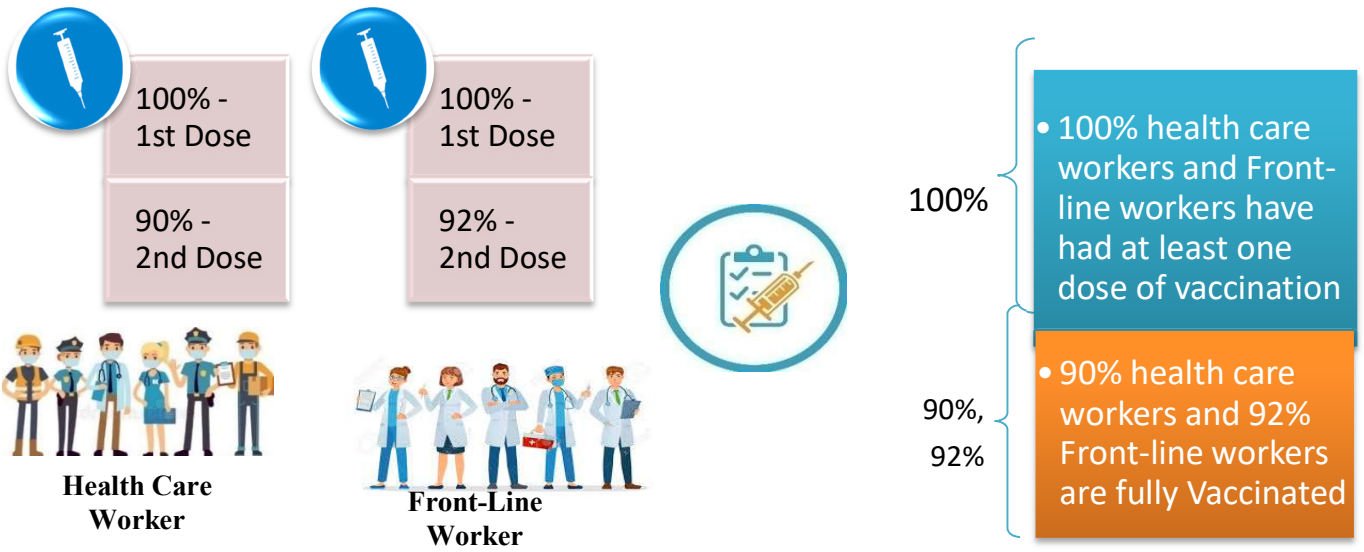 100% -
1st Dose
90% -
2nd Dose
Health Care
Worker
100% -
1st Dose
92% -
2nd Dose
Front-Line
Worker
100%
• 100% health care
workers and Front-
line workers have
had at least one
dose of vaccination
90%,
92%
• 90% health care
workers and 92%
Front-line workers
are fully Vaccinated